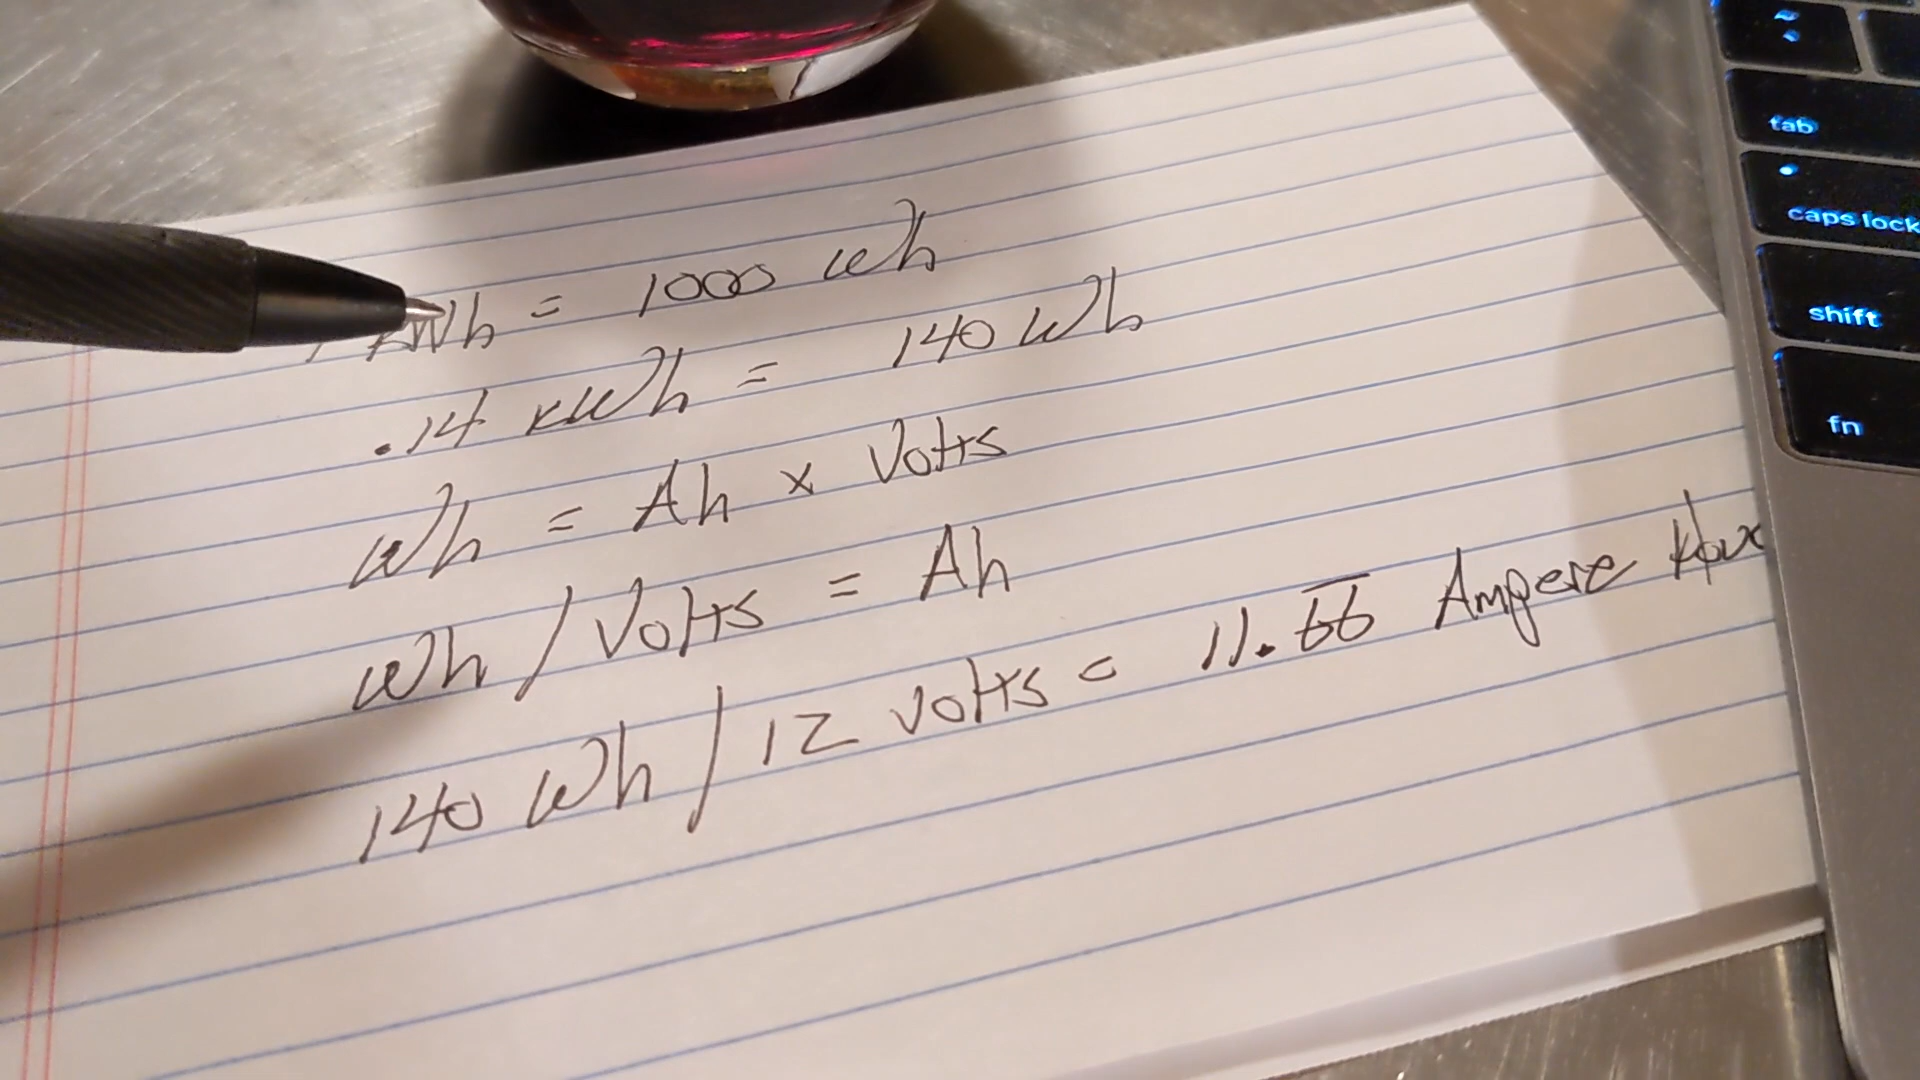 1 kWh = 1000 Wh
.14 kWh = 140 Wh
Wh = Ah x Volts
Wh / Volts = Ah
140 Wh / 12 Volts = 11.66 Ampere Hour
tab
caps lock
shift
fn